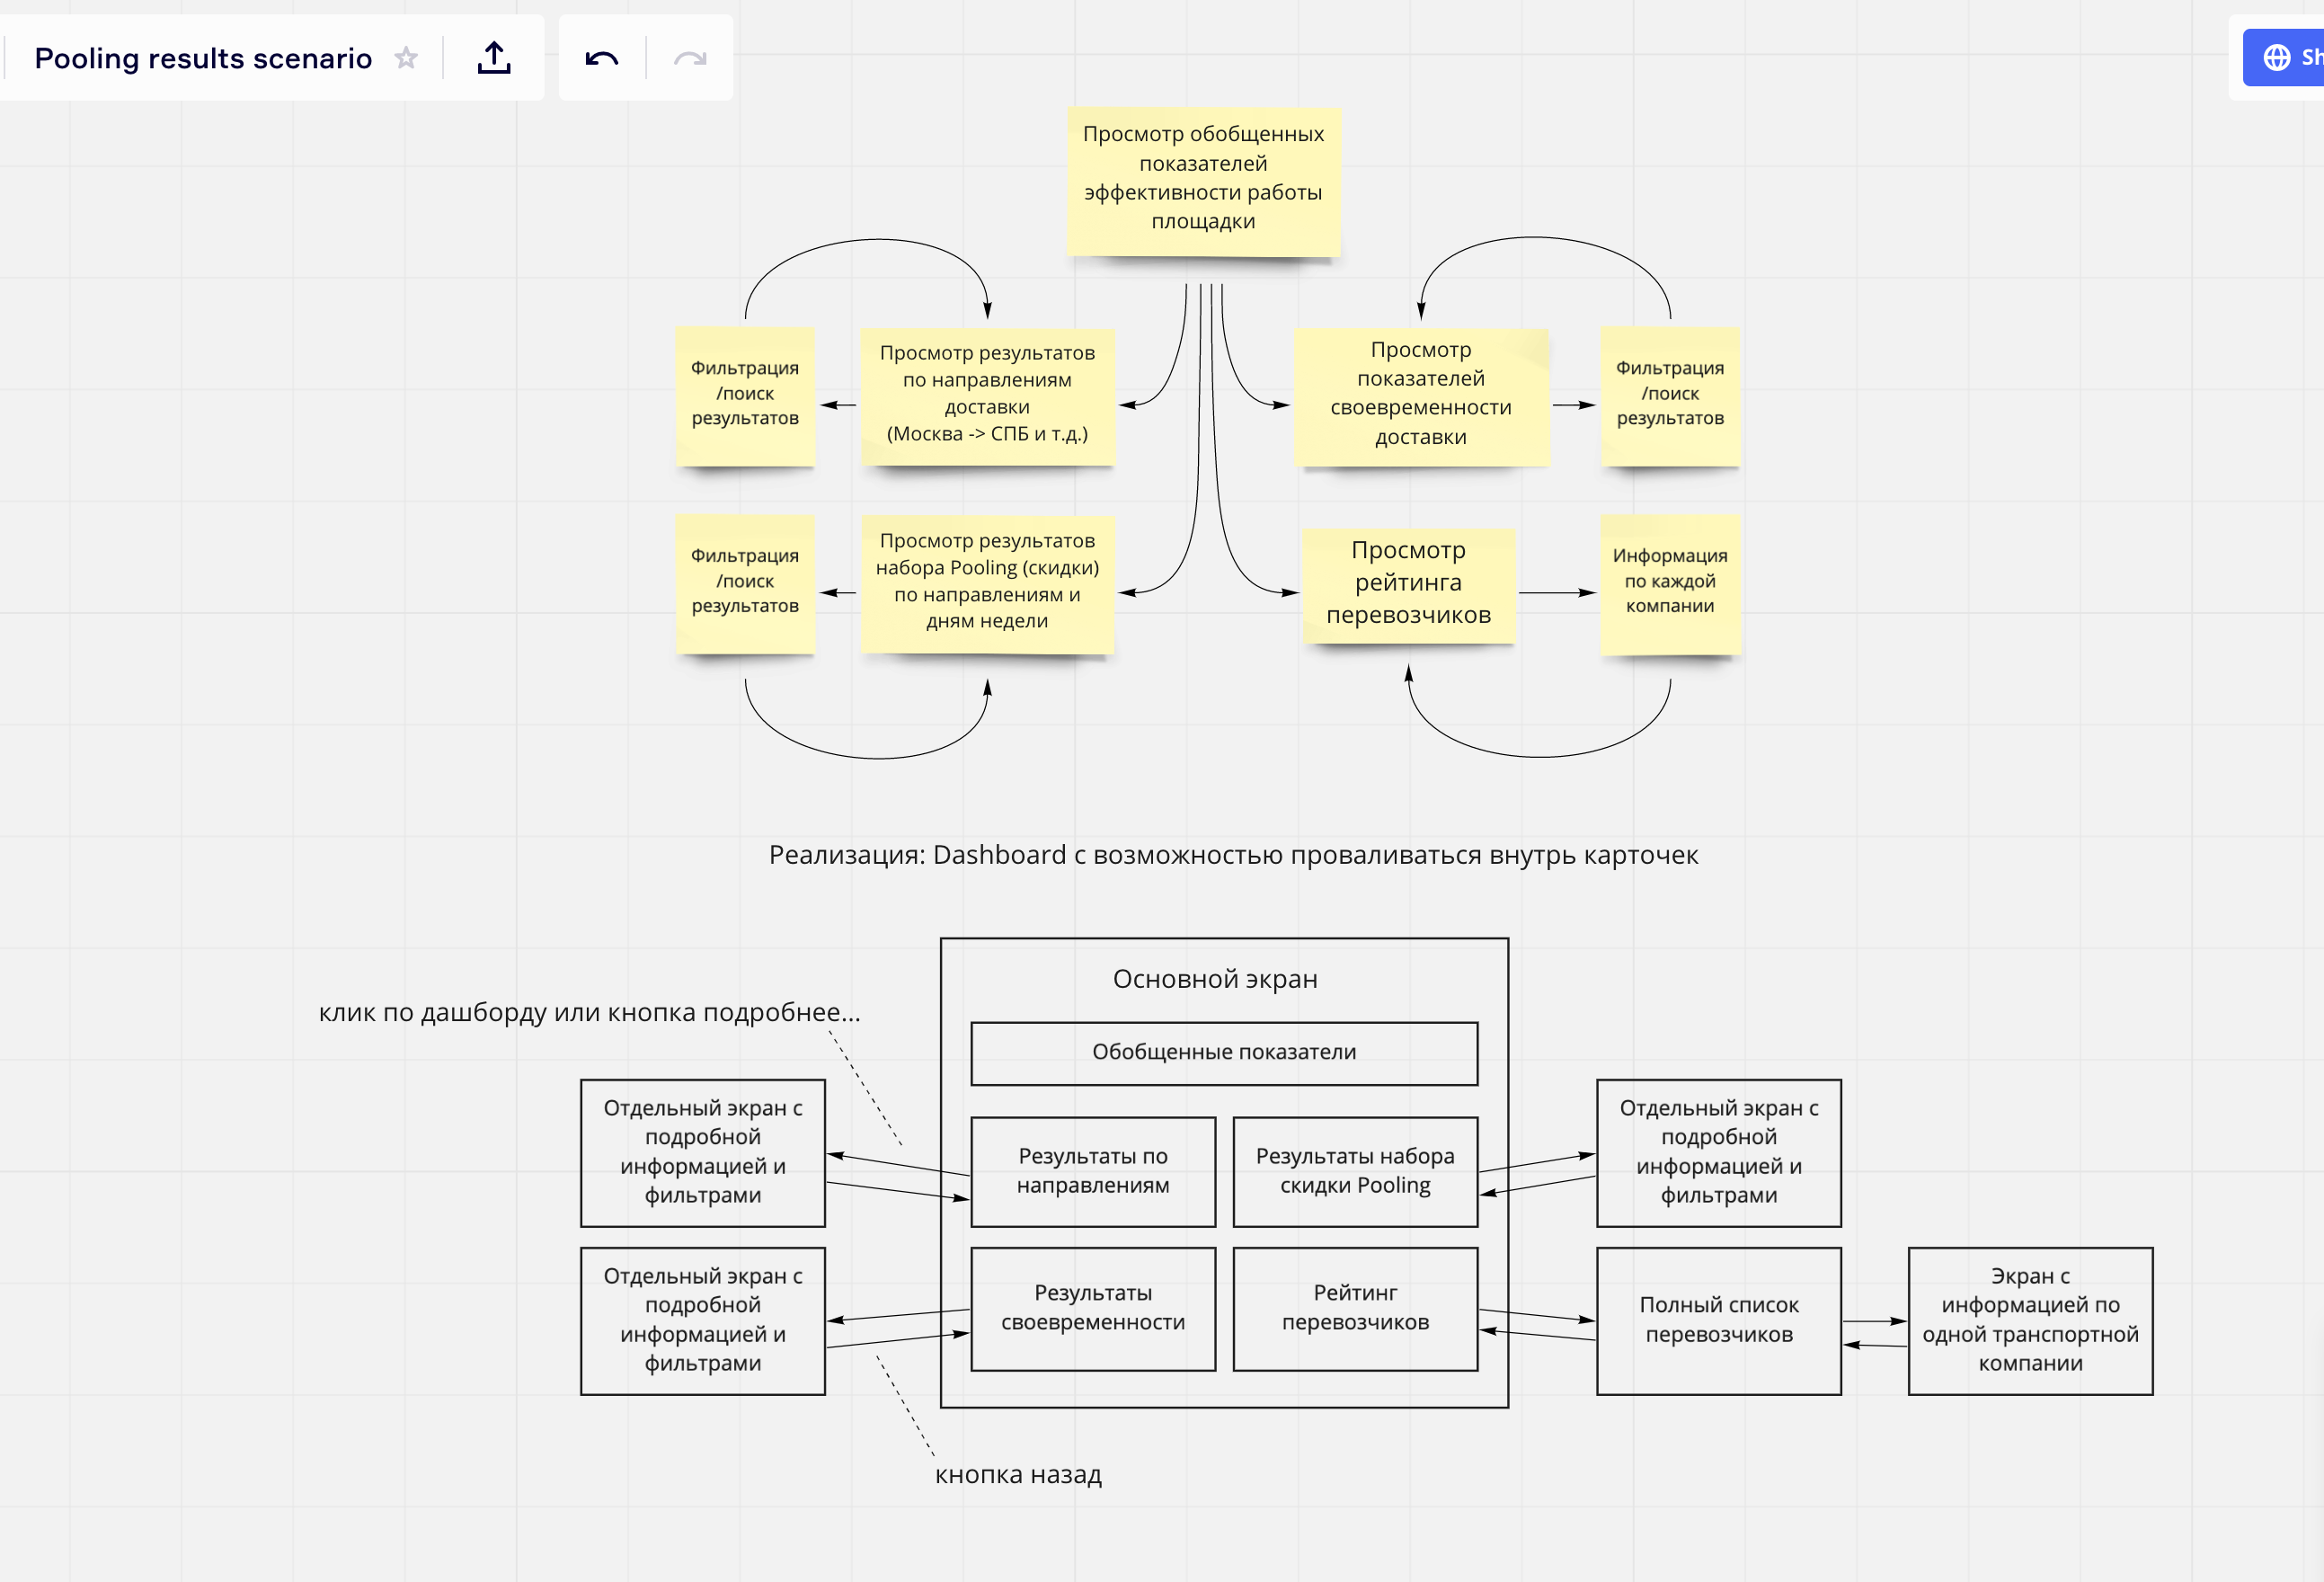 Pooling results scenario
Sh
Просмотр обобщенных
показателей
эффективности работы
площадки
Фильтрация
/поиск
результатов
Просмотр результатов
по направлениям
доставки
(Москва -> СПБ и т.д.)
Просмотр
показателей
своевременности
доставки
Фильтрация
/поиск
результатов
Фильтрация
/поиск
результатов
Просмотр результатов
набора Pooling (скидки)
по направлениям и
дням недели
Просмотр
рейтинга
перевозчиков
Информация
по каждой
компании
Реализация: Dashboard с возможностью проваливаться внутрь карточек
Основной экран
клик по дашборду или кнопка подробнее...
Обобщенные показатели
Отдельный экран с
подробной
информацией и
фильтрами
Результаты по
направлениям
Результаты набора
скидки Pooling
Отдельный экран с
подробной
информацией и
фильтрами
Отдельный экран с
подробной
информацией и
фильтрами
Результаты
своевременности
Рейтинг
перевозчиков
Полный список
перевозчиков
Экран с
информацией по
одной транспортной
компании
кнопка назад